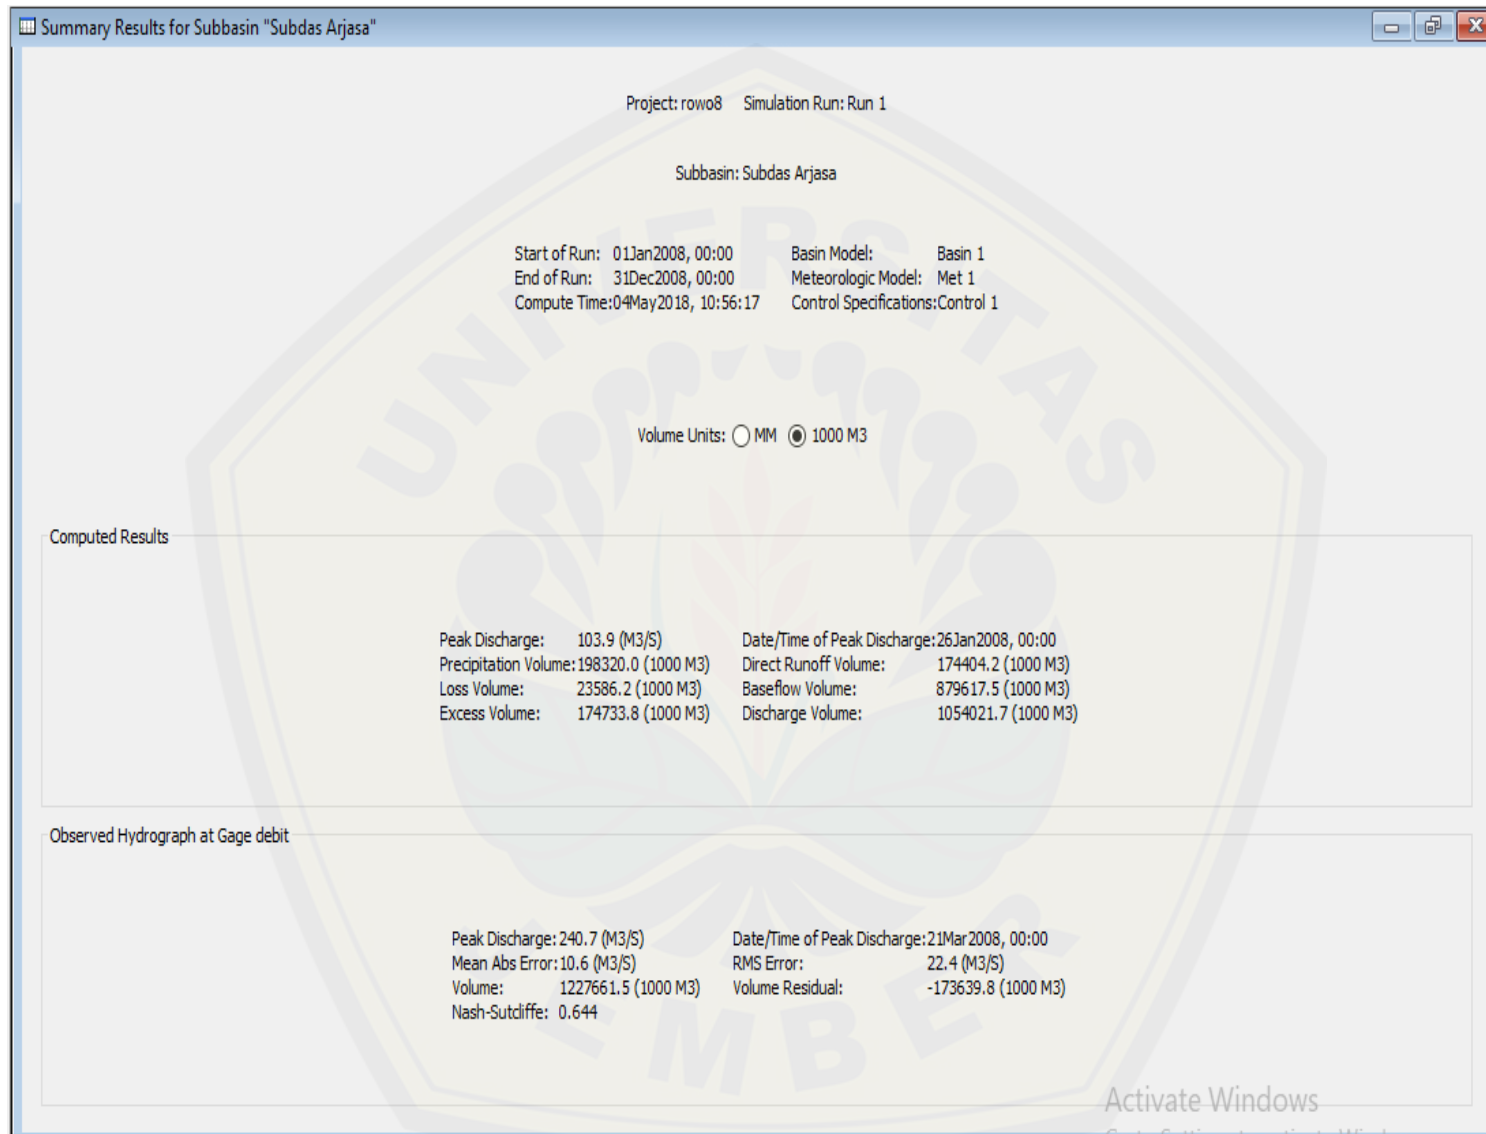 Summary Results for Subbasin "Subdas Arjasa"
Project: rowo8 Simulation Run: Run 1
Subbasin: Subdas Arjasa
Start of Run: 01Jan2008, 00:00 Basin Model: Basin 1
End of Run: 31Dec2008, 00:00 Meteorologic Model: Met 1
Compute Time:04May2018, 10:56:17 Control Specifications:Control 1
Volume Units: MM 1000 M3
Computed Results
Peak Discharge: 103.9 (M3/S) Date/Time of Peak Discharge:26Jan2008, 00:00
Precipitation Volume:198320.0 (1000 M3) Direct Runoff Volume: 174404.2 (1000 M3)
Loss Volume: 23586.2 (1000 M3) Baseflow Volume: 879617.5 (1000 M3)
Excess Volume: 174733.8 (1000 M3) Discharge Volume: 1054021.7 (1000 M3)
Observed Hydrograph at Gage debit
Peak Discharge:240.7 (M3/S) Date/Time of Peak Discharge:21Mar2008, 00:00
Mean Abs Error:10.6 (M3/S) RMS Error: 22.4 (M3/S)
Volume: 1227661.5 (1000 M3) Volume Residual: -173639.8 (1000 M3)
Nash-Sutcliffe: 0.644
UNIVERSITAS
EMBER
Activate Windows